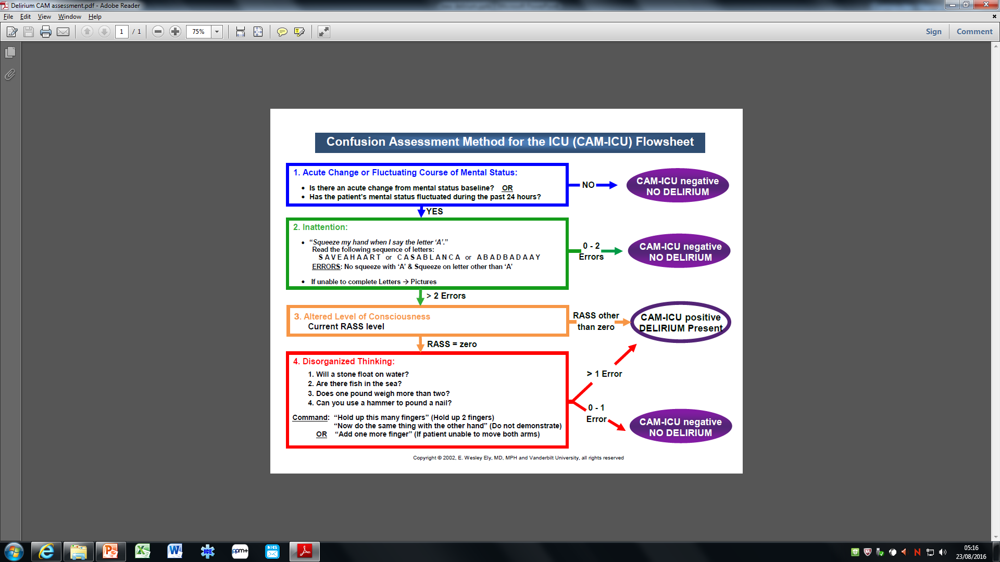 Delirium CAM assessment.pdf - Adobe Reader
File Edit View Window Help
1 / 1 75% Sign Comment
Confusion Assessment Method for the ICU (CAM-ICU) Flowsheet
1. Acute Change or Fluctuating Course of Mental Status:
• Is there an acute change from mental status baseline? OR
• Has the patient's mental status fluctuated during the past 24 hours?
NO
CAM-ICU negative
NO DELIRIUM
YES
2. Inattention:
• “Squeeze my hand when I say the letter ‘A’.”
Read the following sequence of letters:
S A V E A H A A R T or C A S A B L A N C A or A B A D B A D A A Y
ERRORS: No squeeze with ‘A’ & Squeeze on letter other than ‘A’
• If unable to complete Letters → Pictures
0 - 2
Errors
CAM-ICU negative
NO DELIRIUM
> 2 Errors
3. Altered Level of Consciousness
Current RASS level
RASS other
than zero
CAM-ICU positive
DELIRIUM Present
RASS = zero
4. Disorganized Thinking:
1. Will a stone float on water?
2. Are there fish in the sea?
3. Does one pound weigh more than two?
4. Can you use a hammer to pound a nail?
Command: “Hold up this many fingers” (Hold up 2 fingers)
“Now do the same thing with the other hand” (Do not demonstrate)
OR “Add one more finger” (If patient unable to move both arms)
> 1 Error
0 - 1
Error
CAM-ICU negative
NO DELIRIUM
Copyright © 2002, E. Wesley Ely, MD, MPH and Vanderbilt University, all rights reserved
ICE ppm+ NHS
05:16
23/08/2016